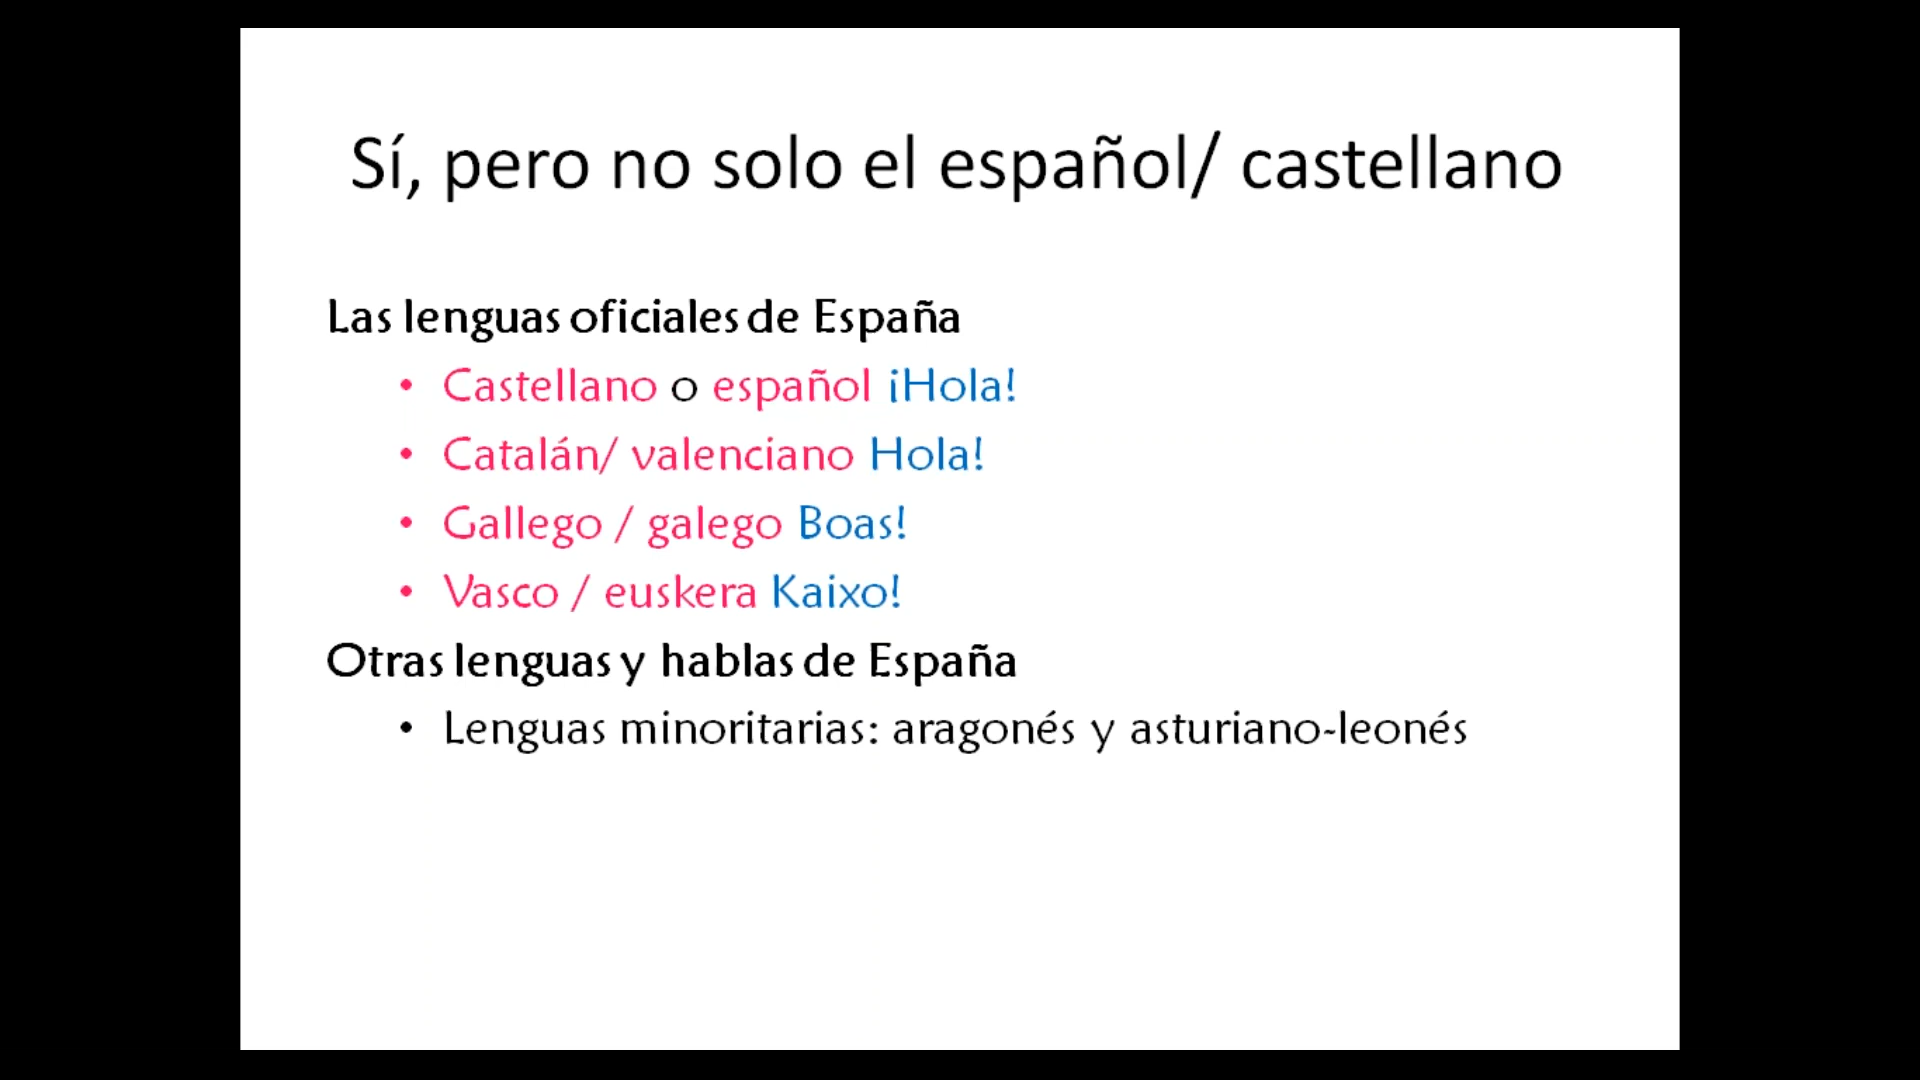 Sí, pero no solo el español/ castellano
Las lenguas oficiales de España
• Castellano o español ¡Hola!
• Catalán/ valenciano Hola!
• Gallego / galego Boas!
• Vasco / euskera Kaixo!
Otras lenguas y hablas de España
• Lenguas minoritarias: aragonés y asturiano-leonés